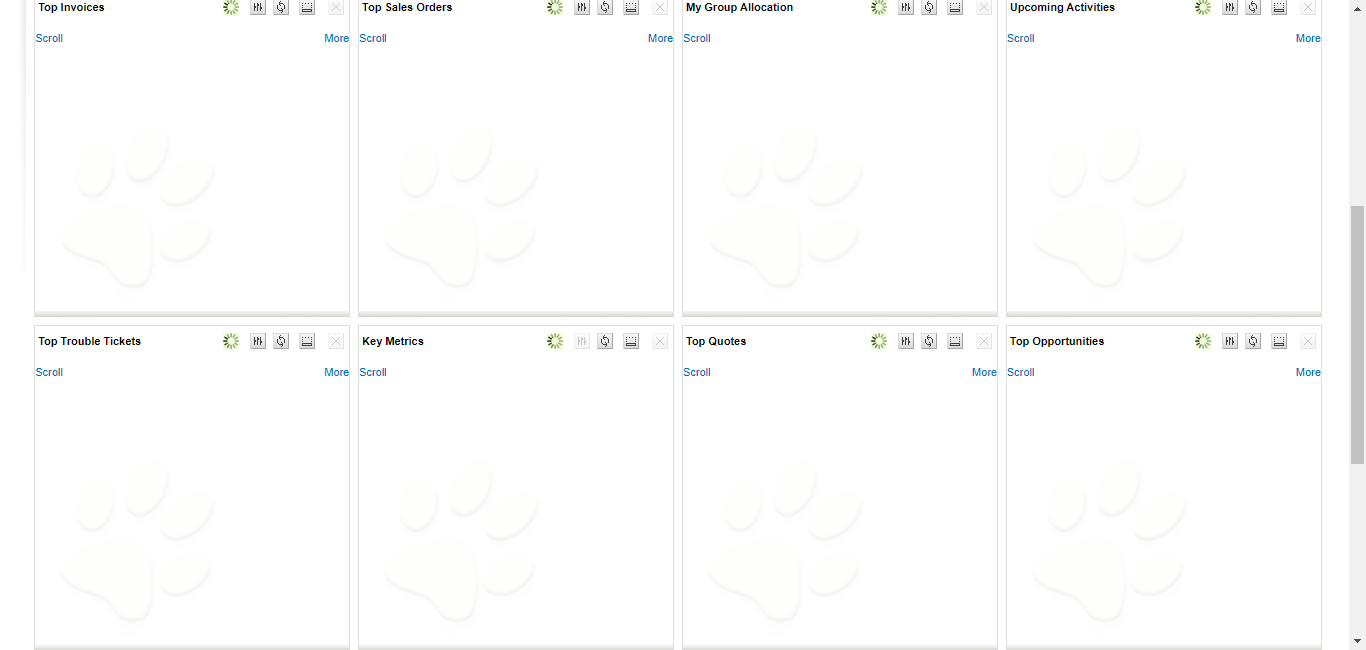 Top Invoices
Top Sales Orders
My Group Allocation
Upcoming Activities
Scroll More
Scroll More
Scroll
Scroll More
Top Trouble Tickets
Key Metrics
Top Quotes
Top Opportunities
Scroll More
Scroll
Scroll More
Scroll More